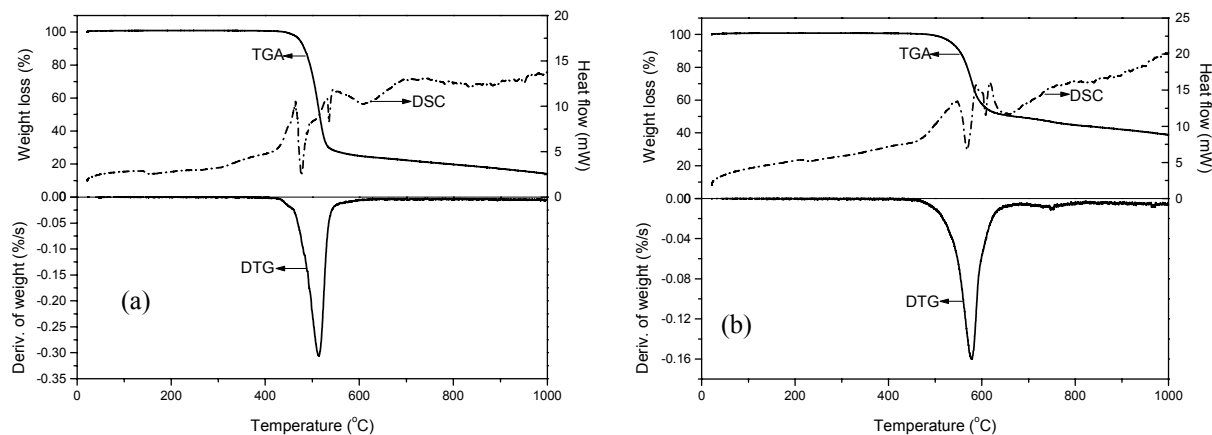 100
80
60
40
20
0
Weight loss (%)
TGA
DSC
20
15
10
5
0
Heat flow (mW)
0.00
-0.05
-0.10
-0.15
-0.20
-0.25
-0.30
-0.35
Deriv. of weight (%/s)
DTG
(a)
0 200 400 600 800 1000
Temperature (°C)
100
80
60
40
20
0
Weight loss (%)
TGA
DSC
25
20
15
10
5
0
Heat flow (mW)
0.00
-0.04
-0.08
-0.12
-0.16
Deriv. of weight (%/s)
DTG
(b)
0 200 400 600 800 1000
Temperature (°C)